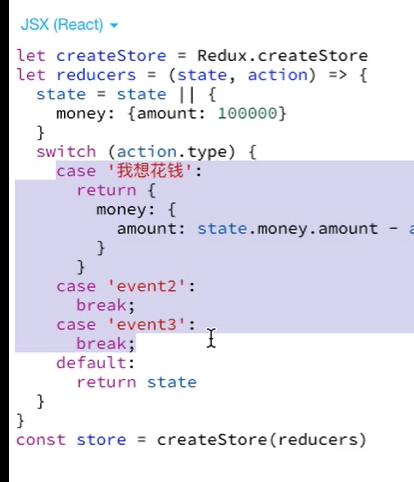 JSX (React)
let createStore = Redux.createStore
let reducers = (state, action) => {
state = state || {
money: {amount: 100000}
}
switch (action.type) {
case '我想花钱':
return {
money: {
amount: state.money.amount -
}
}
case 'event2':
break;
case 'event3':
break;
default:
return state
}
}
const store = createStore(reducers)